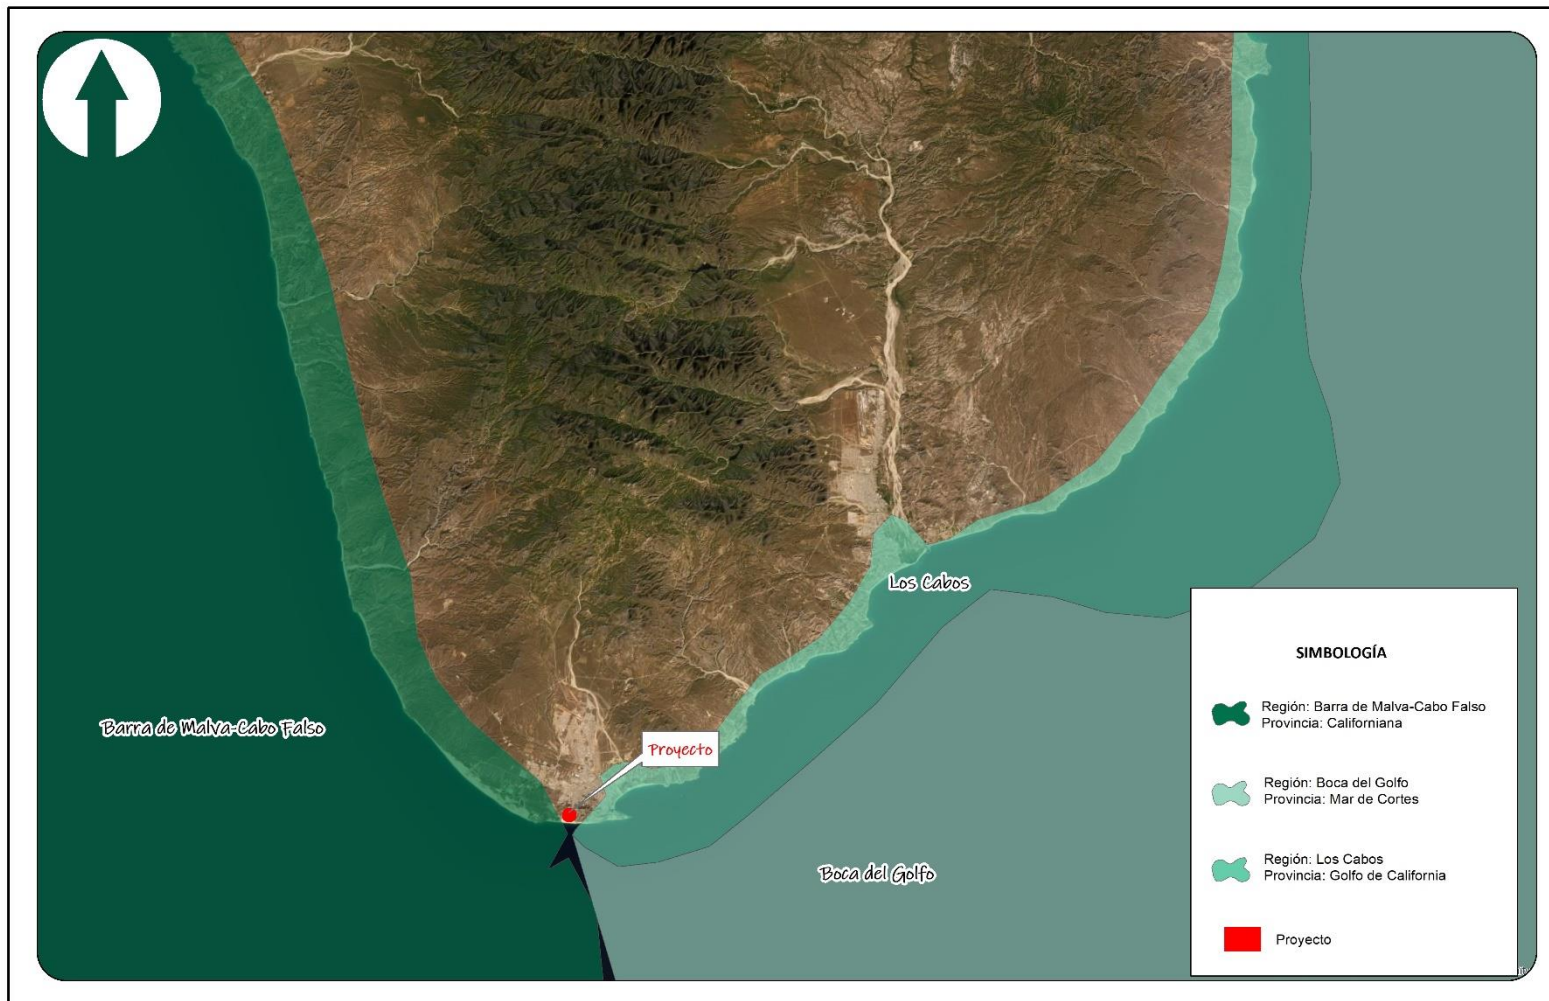 Los Cabos
Barra de Malva-Cabo Falso
Proyecto
Boca del Golfo
SIMBOLOGÍA
Región: Barra de Malva-Cabo Falso
Provincia: Californiana
Región: Boca del Golfo
Provincia: Mar de Cortes
Región: Los Cabos
Provincia: Golfo de California
Proyecto